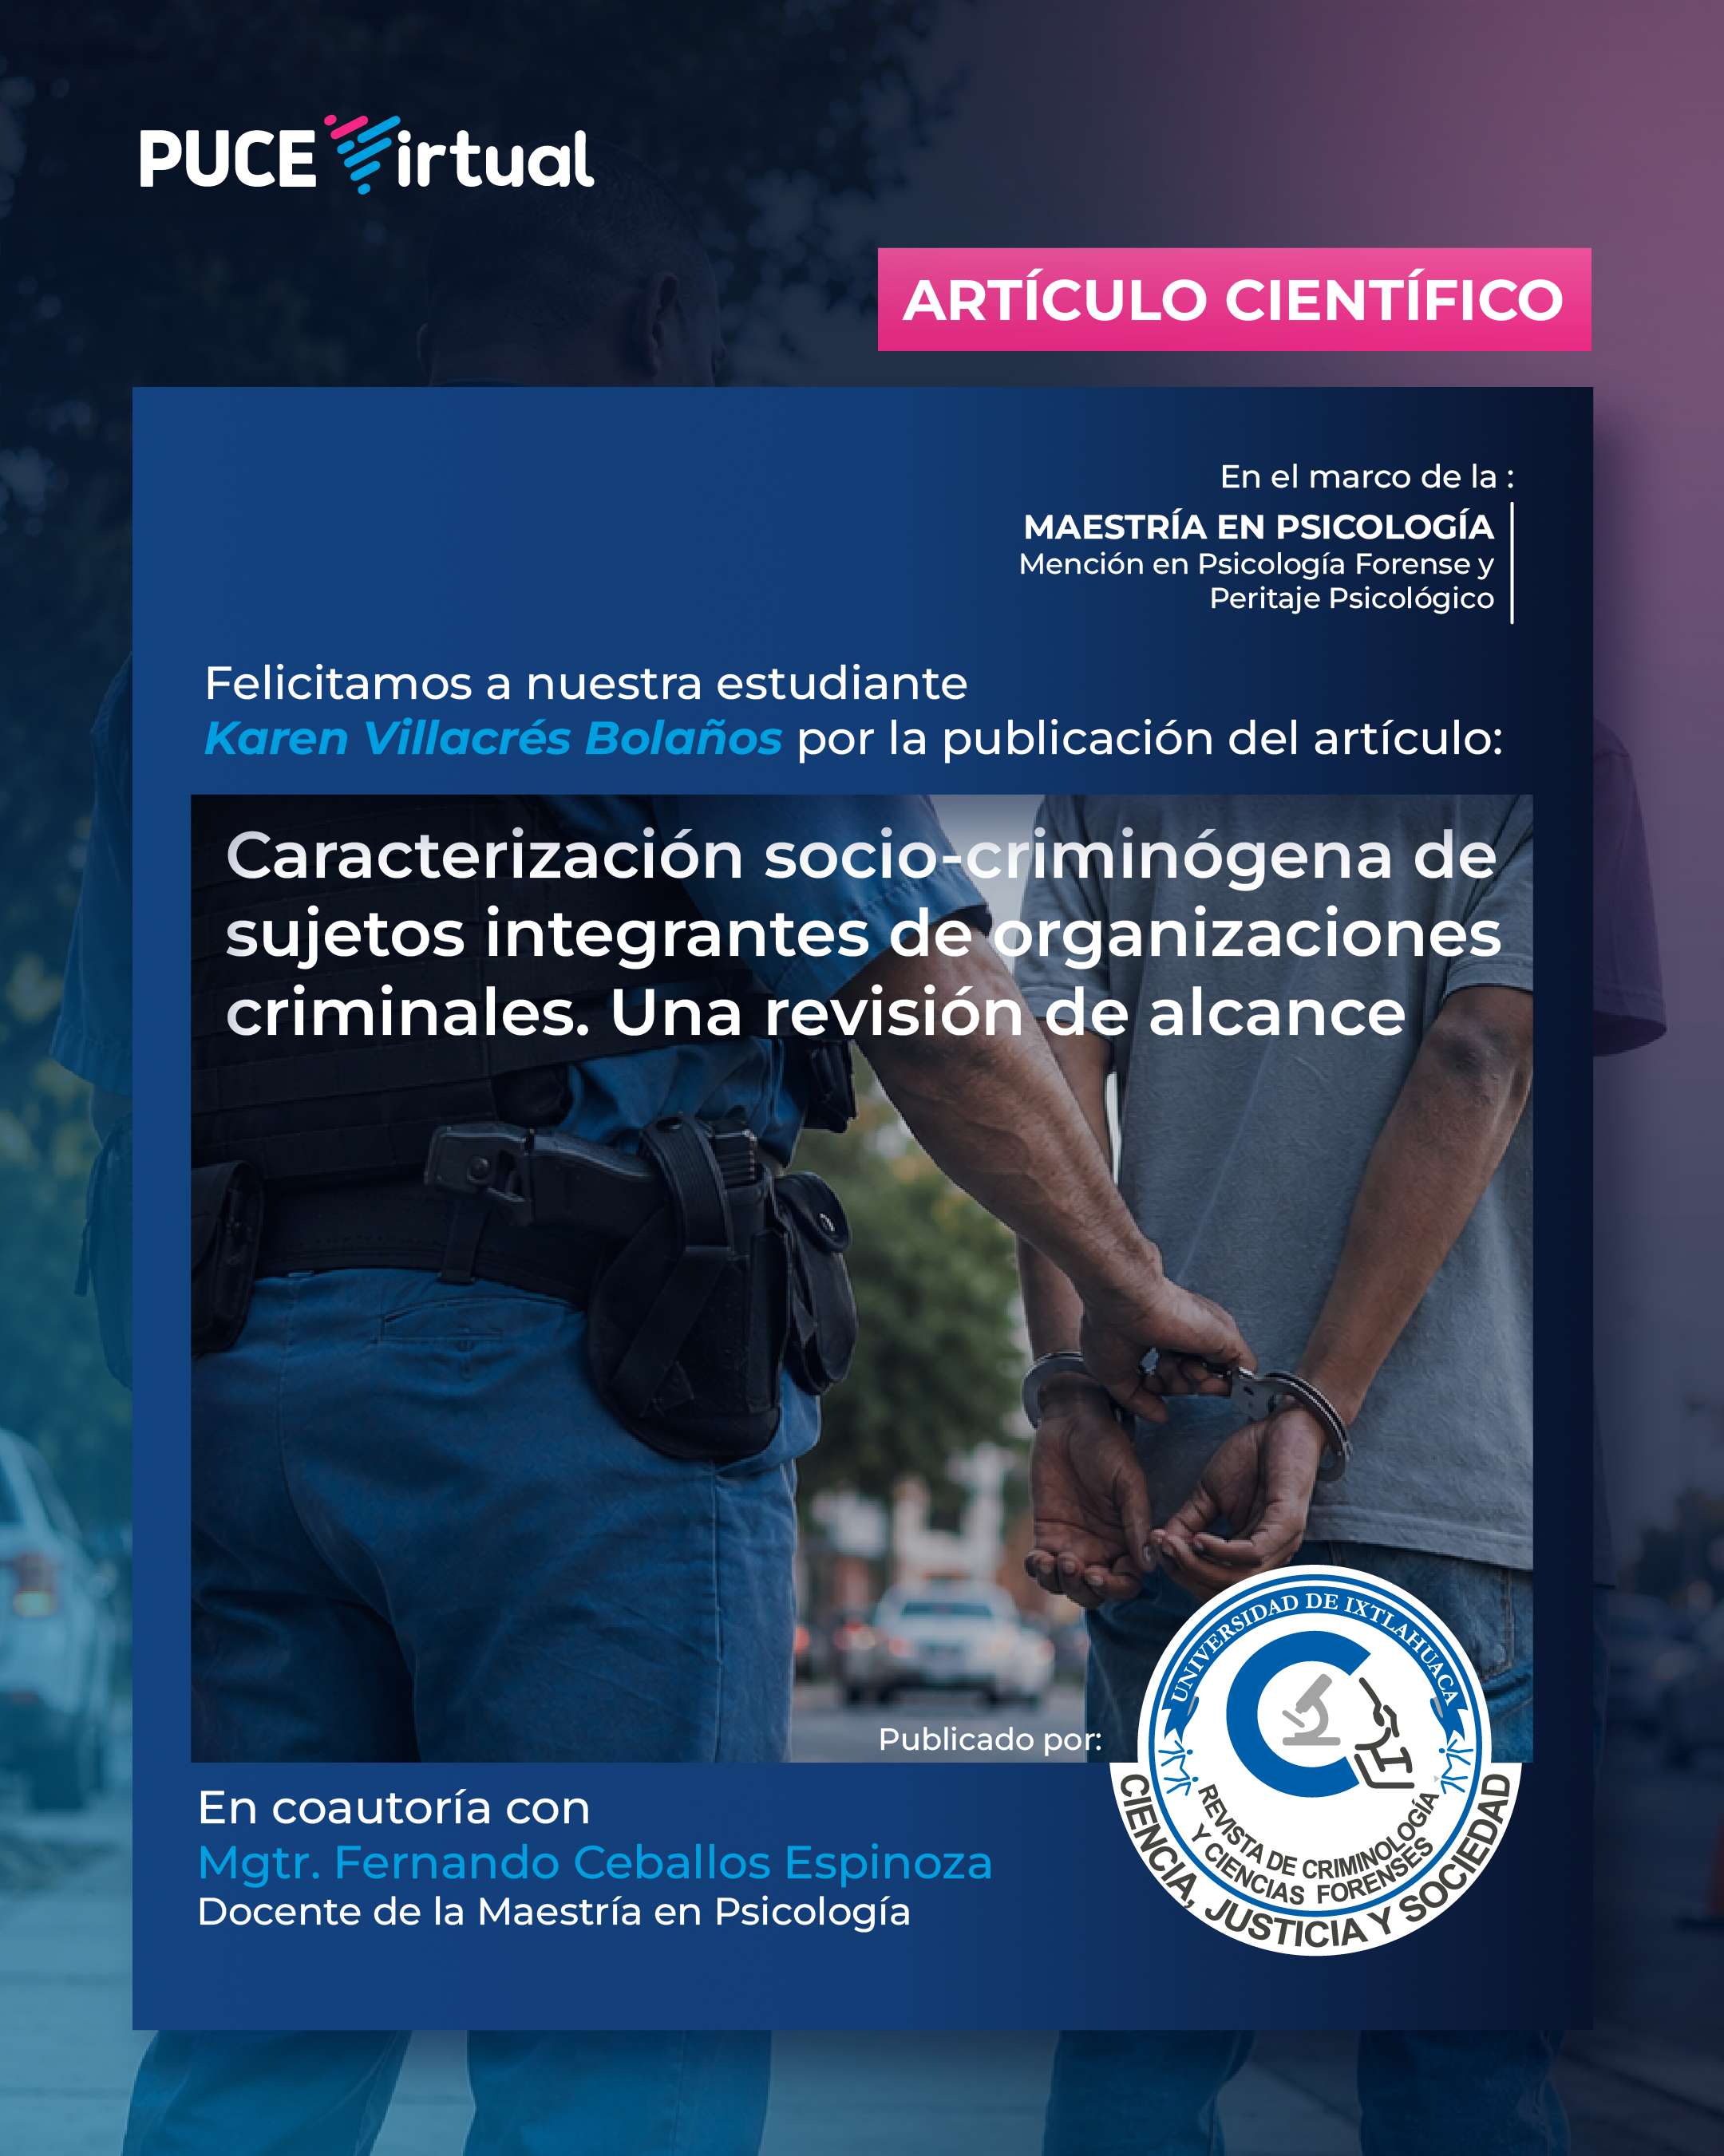 PUCE Virtual
ARTÍCULO CIENTÍFICO
En el marco de la :
MAESTRÍA EN PSICOLOGÍA
Mención en Psicología Forense y
Peritaje Psicológico
Felicitamos a nuestra estudiante
Karen Villacrés Bolaños por la publicación del artículo:
Caracterización socio-criminógena de
sujetos integrantes de organizaciones
criminales. Una revisión de alcance
Publicado por:
UNIVERSIDAD DE IXTLAHUACA
REVISTA DE CRIMINOLOGÍA
Y CIENCIAS FORENSES
CIENCIA, JUSTICIA Y SOCIEDAD
En coautoría con
Mgtr. Fernando Ceballos Espinoza
Docente de la Maestría en Psicología